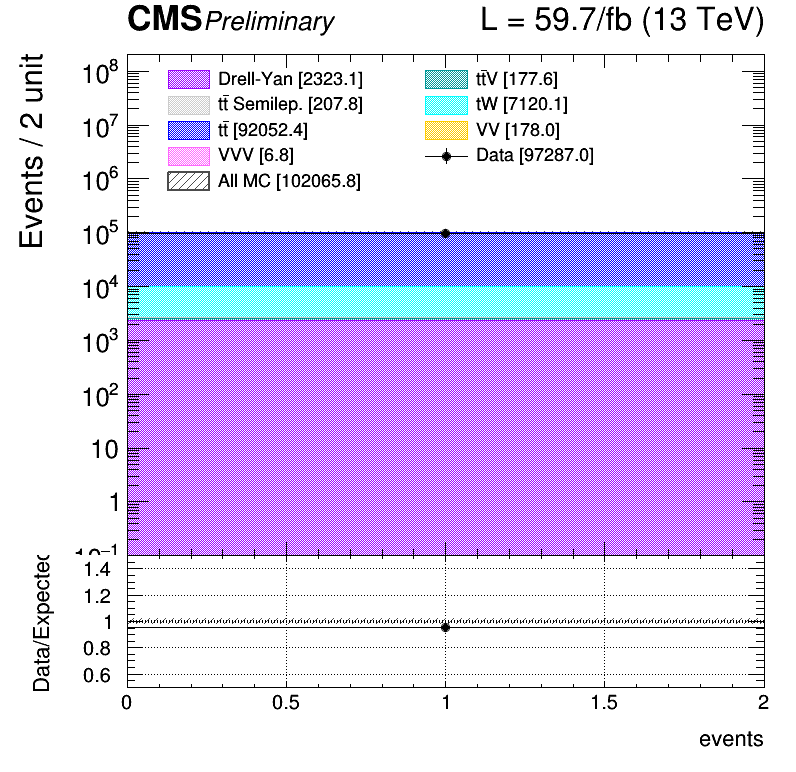 CMS Preliminary L = 59.7/fb (13 TeV)
Events / 2 unit
10⁸
10⁷
10⁶
10⁵
10⁴
10³
10²
10
1
10⁻¹
Drell-Yan [2323.1]
tt̄ Semilep. [207.8]
tt̄ [92052.4]
VVV [6.8]
All MC [102065.8]
tt̄V [177.6]
tW [7120.1]
VV [178.0]
Data [97287.0]
Data/Expected
1.4
1.2
1
0.8
0.6
0 0.5 1 1.5 2
events